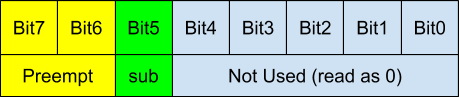 Bit7 Bit6 Bit5 Bit4 Bit3 Bit2 Bit1 Bit0
Preempt sub Not Used (read as 0)